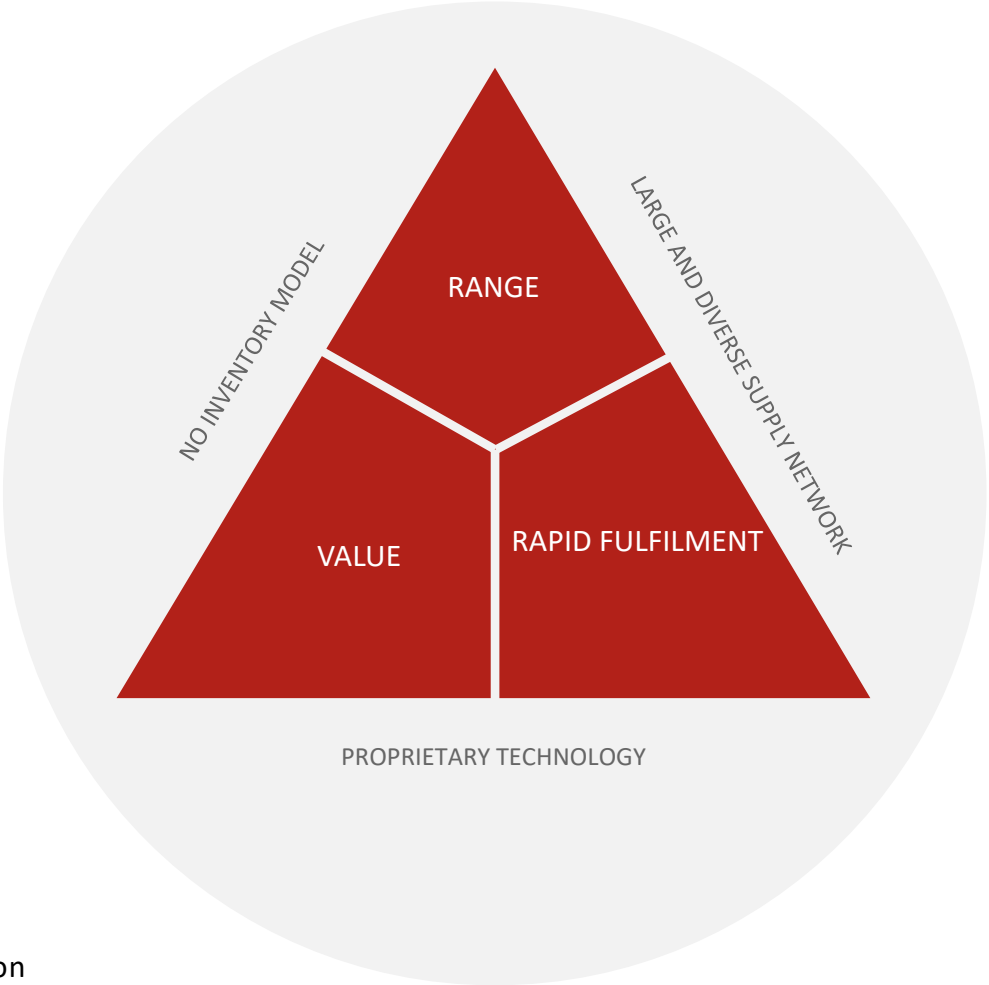 NO INVENTORY MODEL
LARGE AND DIVERSE SUPPLY NETWORK
RANGE
VALUE
RAPID FULFILMENT
PROPRIETARY TECHNOLOGY
on